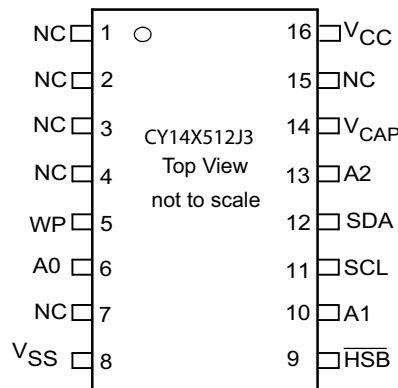 NC 1 16 VCC
NC 2 15 NC
NC 3 14 VCAP
CY14X512J3
Top View
not to scale
NC 4 13 A2
WP 5 12 SDA
A0 6 11 SCL
NC 7 10 A1
VSS 8 9 HSB